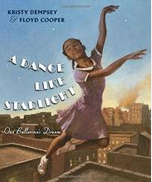 KRISTY DEMPSEY
& FLOYD COOPER
A DANCE
LIKE
STARLIGHT
One Ballerina's Dream